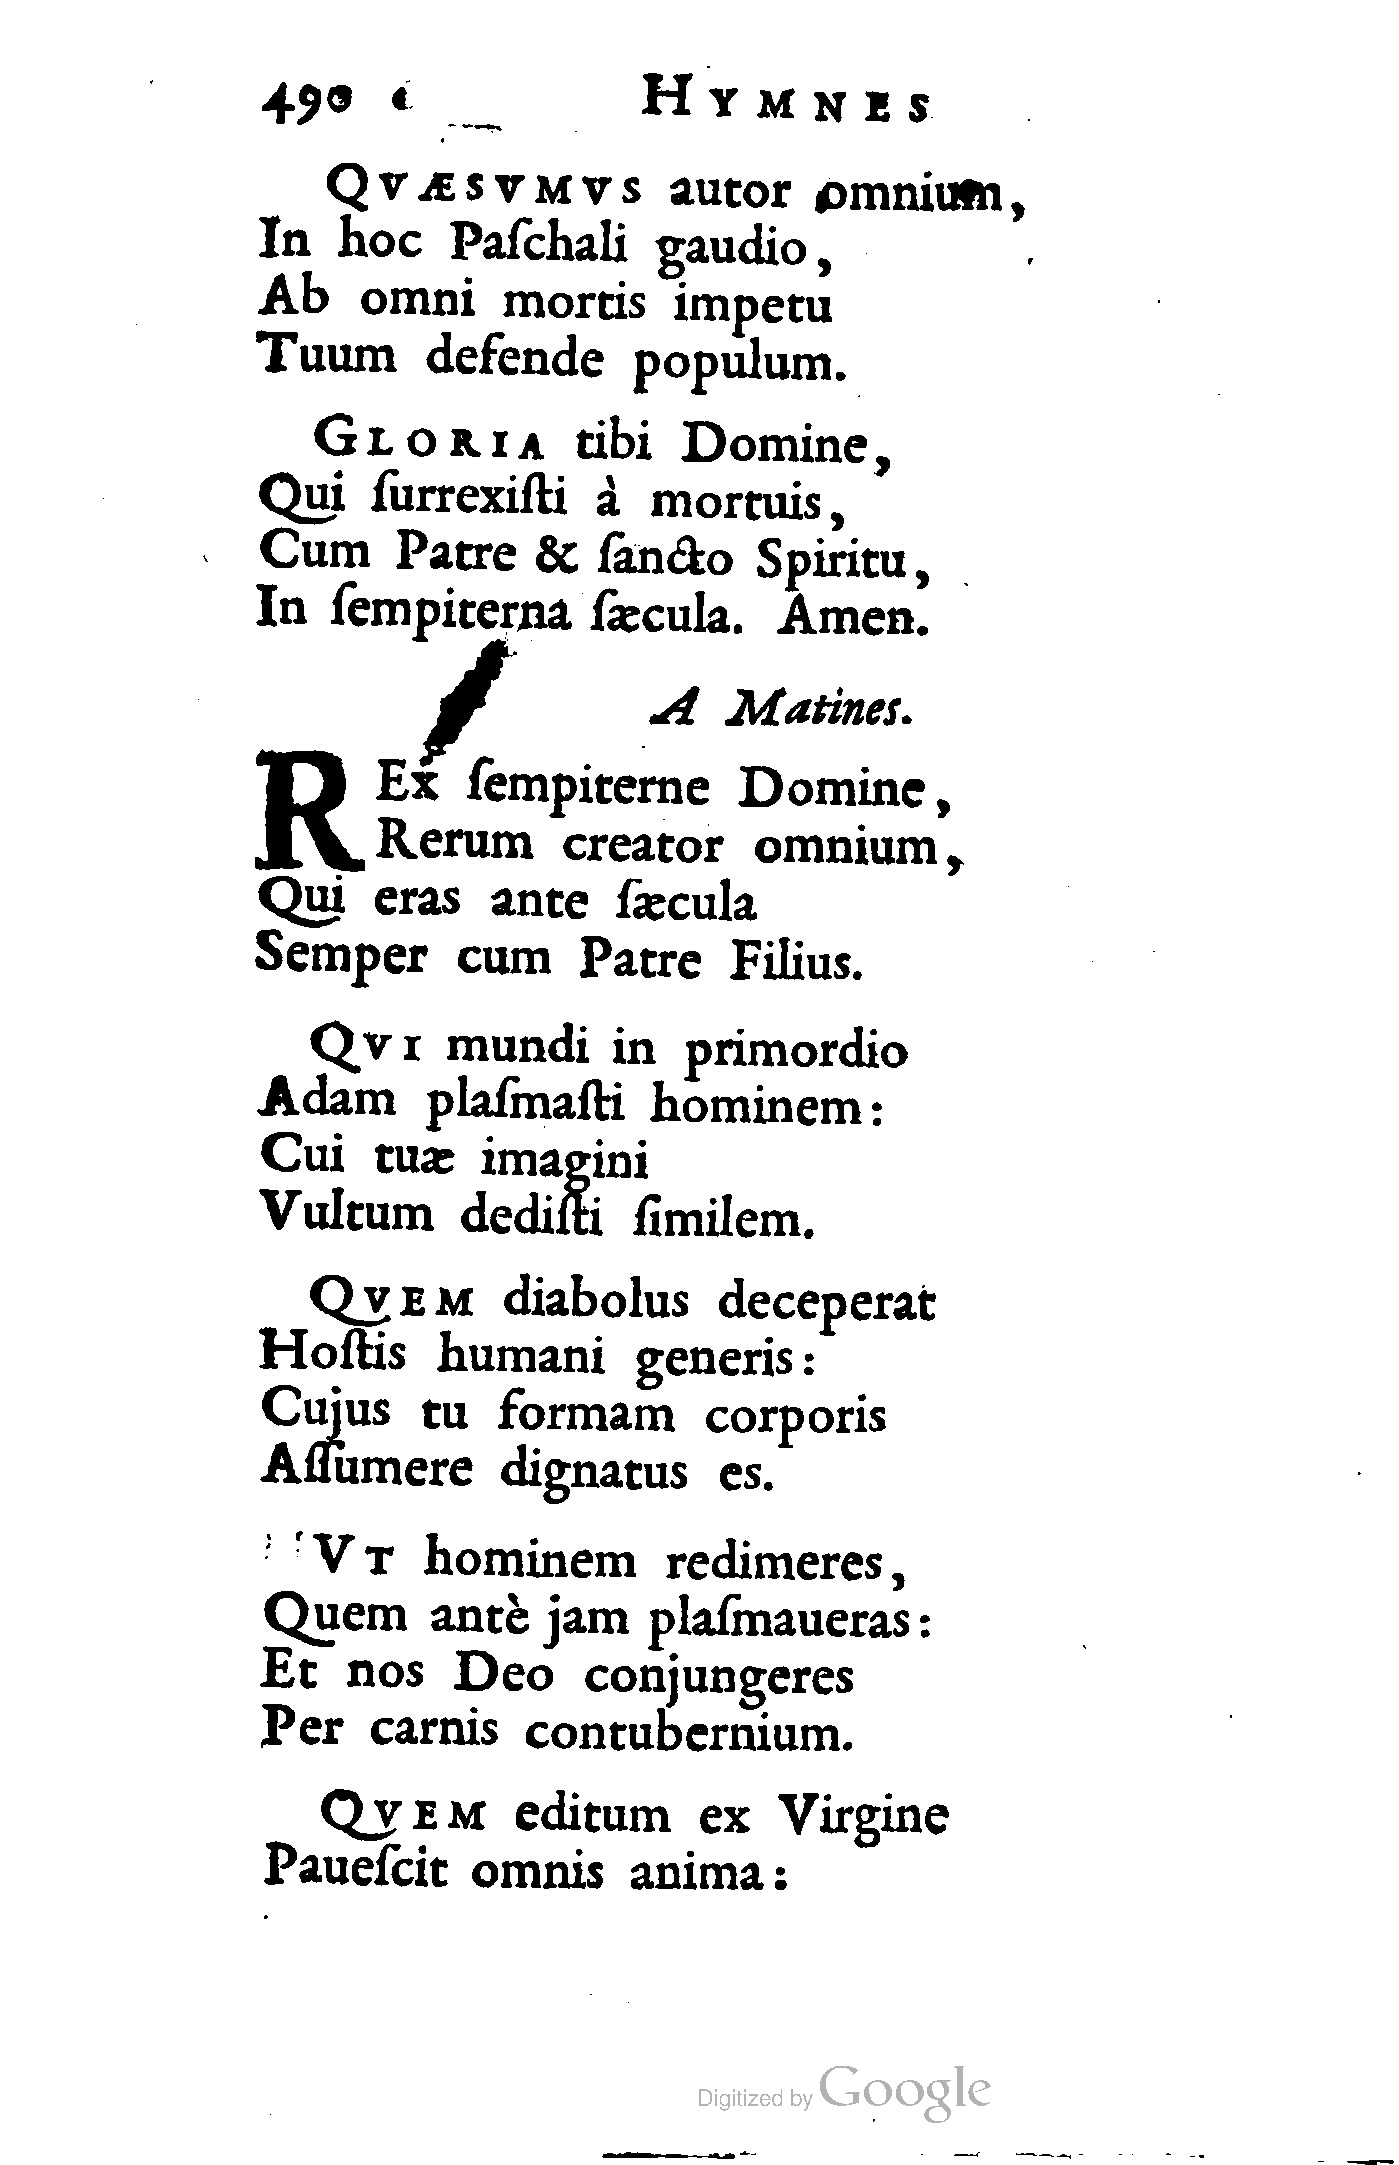 490 HYMNES
QVÆSVMVS autor omnium,
In hoc Paſchali gaudio,
Ab omni mortis impetu
Tuum defende populum.
GLORIA tibi Domine,
Qui ſurrexiſti à mortuis,
Cum Patre & ſancto Spiritu,
In ſempiterna ſæcula. Amen.
A Matines.
REx ſempiterne Domine,
Rerum creator omnium,
Qui eras ante ſæcula
Semper cum Patre Filius.
QVI mundi in primordio
Adam plaſmaſti hominem:
Cui tuæ imagini
Vultum dediſti ſimilem.
QVEM diabolus deceperat
Hoſtis humani generis:
Cujus tu formam corporis
Aſſumere dignatus es.
VT hominem redimeres,
Quem antè jam plaſmaueras:
Et nos Deo conjungeres
Per carnis contubernium.
QVEM editum ex Virgine
Paueſcit omnis anima:
Digitized by Google